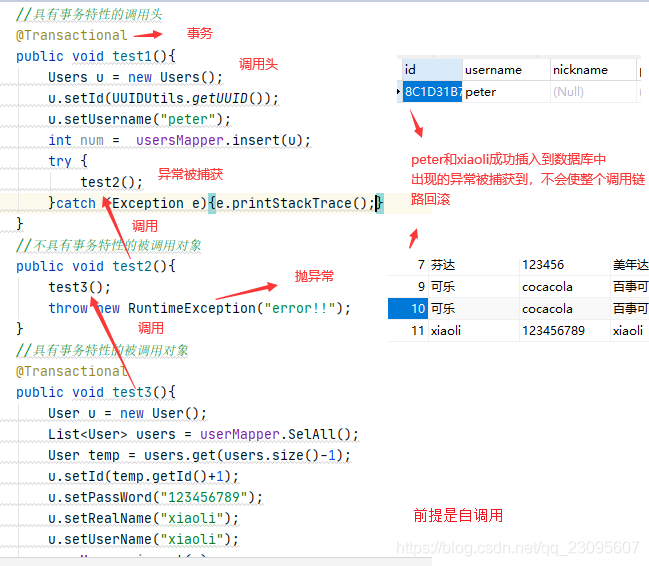 //具有事务特性的调用头
@Transactional
事务
public void test1(){
调用头
Users u = new Users();
u.setId(UUIDUtils.getUUID());
u.setUsername("peter");
int num = usersMapper.insert(u);
try {
异常被捕获
test2();
}catch (Exception e){e.printStackTrace();}
调用
}
//不具有事务特性的被调用对象
public void test2(){
抛异常
test3();
throw new RuntimeException("error!!");
调用
}
//具有事务特性的被调用对象
@Transactional
public void test3(){
User u = new User();
List<User> users = userMapper.SelAll();
User temp = users.get(users.size()-1);
u.setId(temp.getId()+1);
u.setPassWord("123456789");
u.setRealName("xiaoli");
u.setUserName("xiaoli");
id username nickname
8C1D31B7 peter (Null)
peter和xiaoli成功插入到数据库中
出现的异常被捕获到，不会使整个调用链
路回滚
7 芬达 123456 美年达
9 可乐 cocacola 百事可
10 可乐 cocacola 百事可
11 xiaoli 123456789 xiaoli
前提是自调用
https://blog.csdn.net/qq_23095607